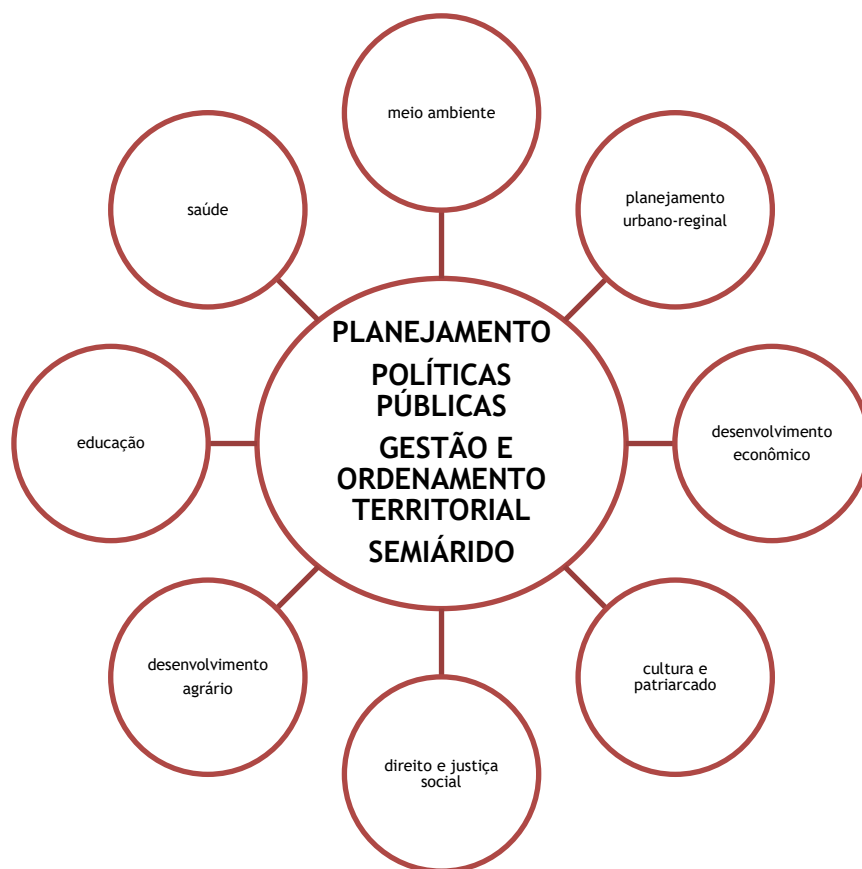 meio ambiente
planejamento
urbano-reginal
desenvolvimento
econômico
cultura e
patriarcado
direito e justiça
social
desenvolvimento
agrário
educação
saúde
PLANEJAMENTO
POLÍTICAS
PÚBLICAS
GESTÃO E
ORDENAMENTO
TERRITORIAL
SEMIÁRIDO